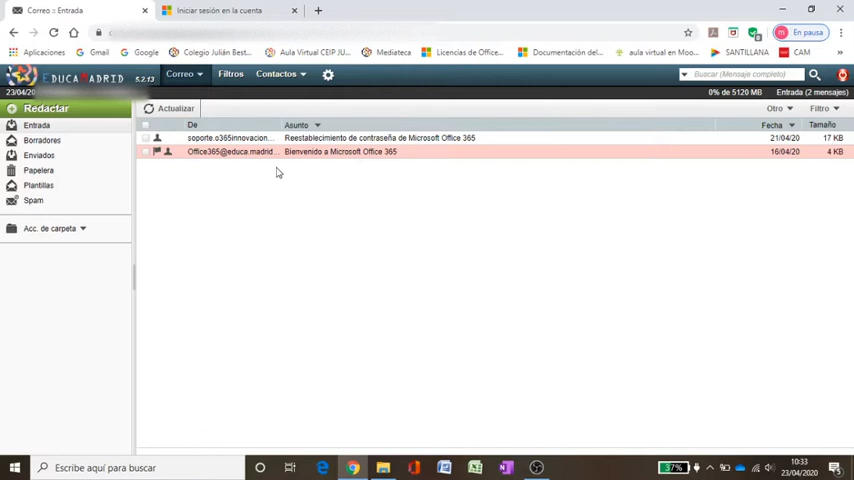 Correo :: Entrada
Iniciar sesión en la cuenta
En pausa
Aplicaciones Gmail Google Colegio Julián Best... Aula Virtual CEIP JU... Mediateca Licencias de Office... Documentación del... aula virtual en Moo... SANTILLANA CAM »
EDUCAMADRID 5.2.13 Correo Filtros Contactos Buscar (Mensaje completo)
23/04/20 0% de 5120 MB Entrada (2 mensajes)
Redactar Actualizar Otro Filtro
De Asunto Fecha Tamaño
soporte.o365innovacion... Reestablecimiento de contraseña de Microsoft Office 365 21/04/20 17 KB
Office365@educa.madrid... Bienvenido a Microsoft Office 365 16/04/20 4 KB
Entrada
Borradores
Enviados
Papelera
Plantillas
Spam
Acc. de carpeta
Escribe aquí para buscar
37%
10:33
23/04/2020
5